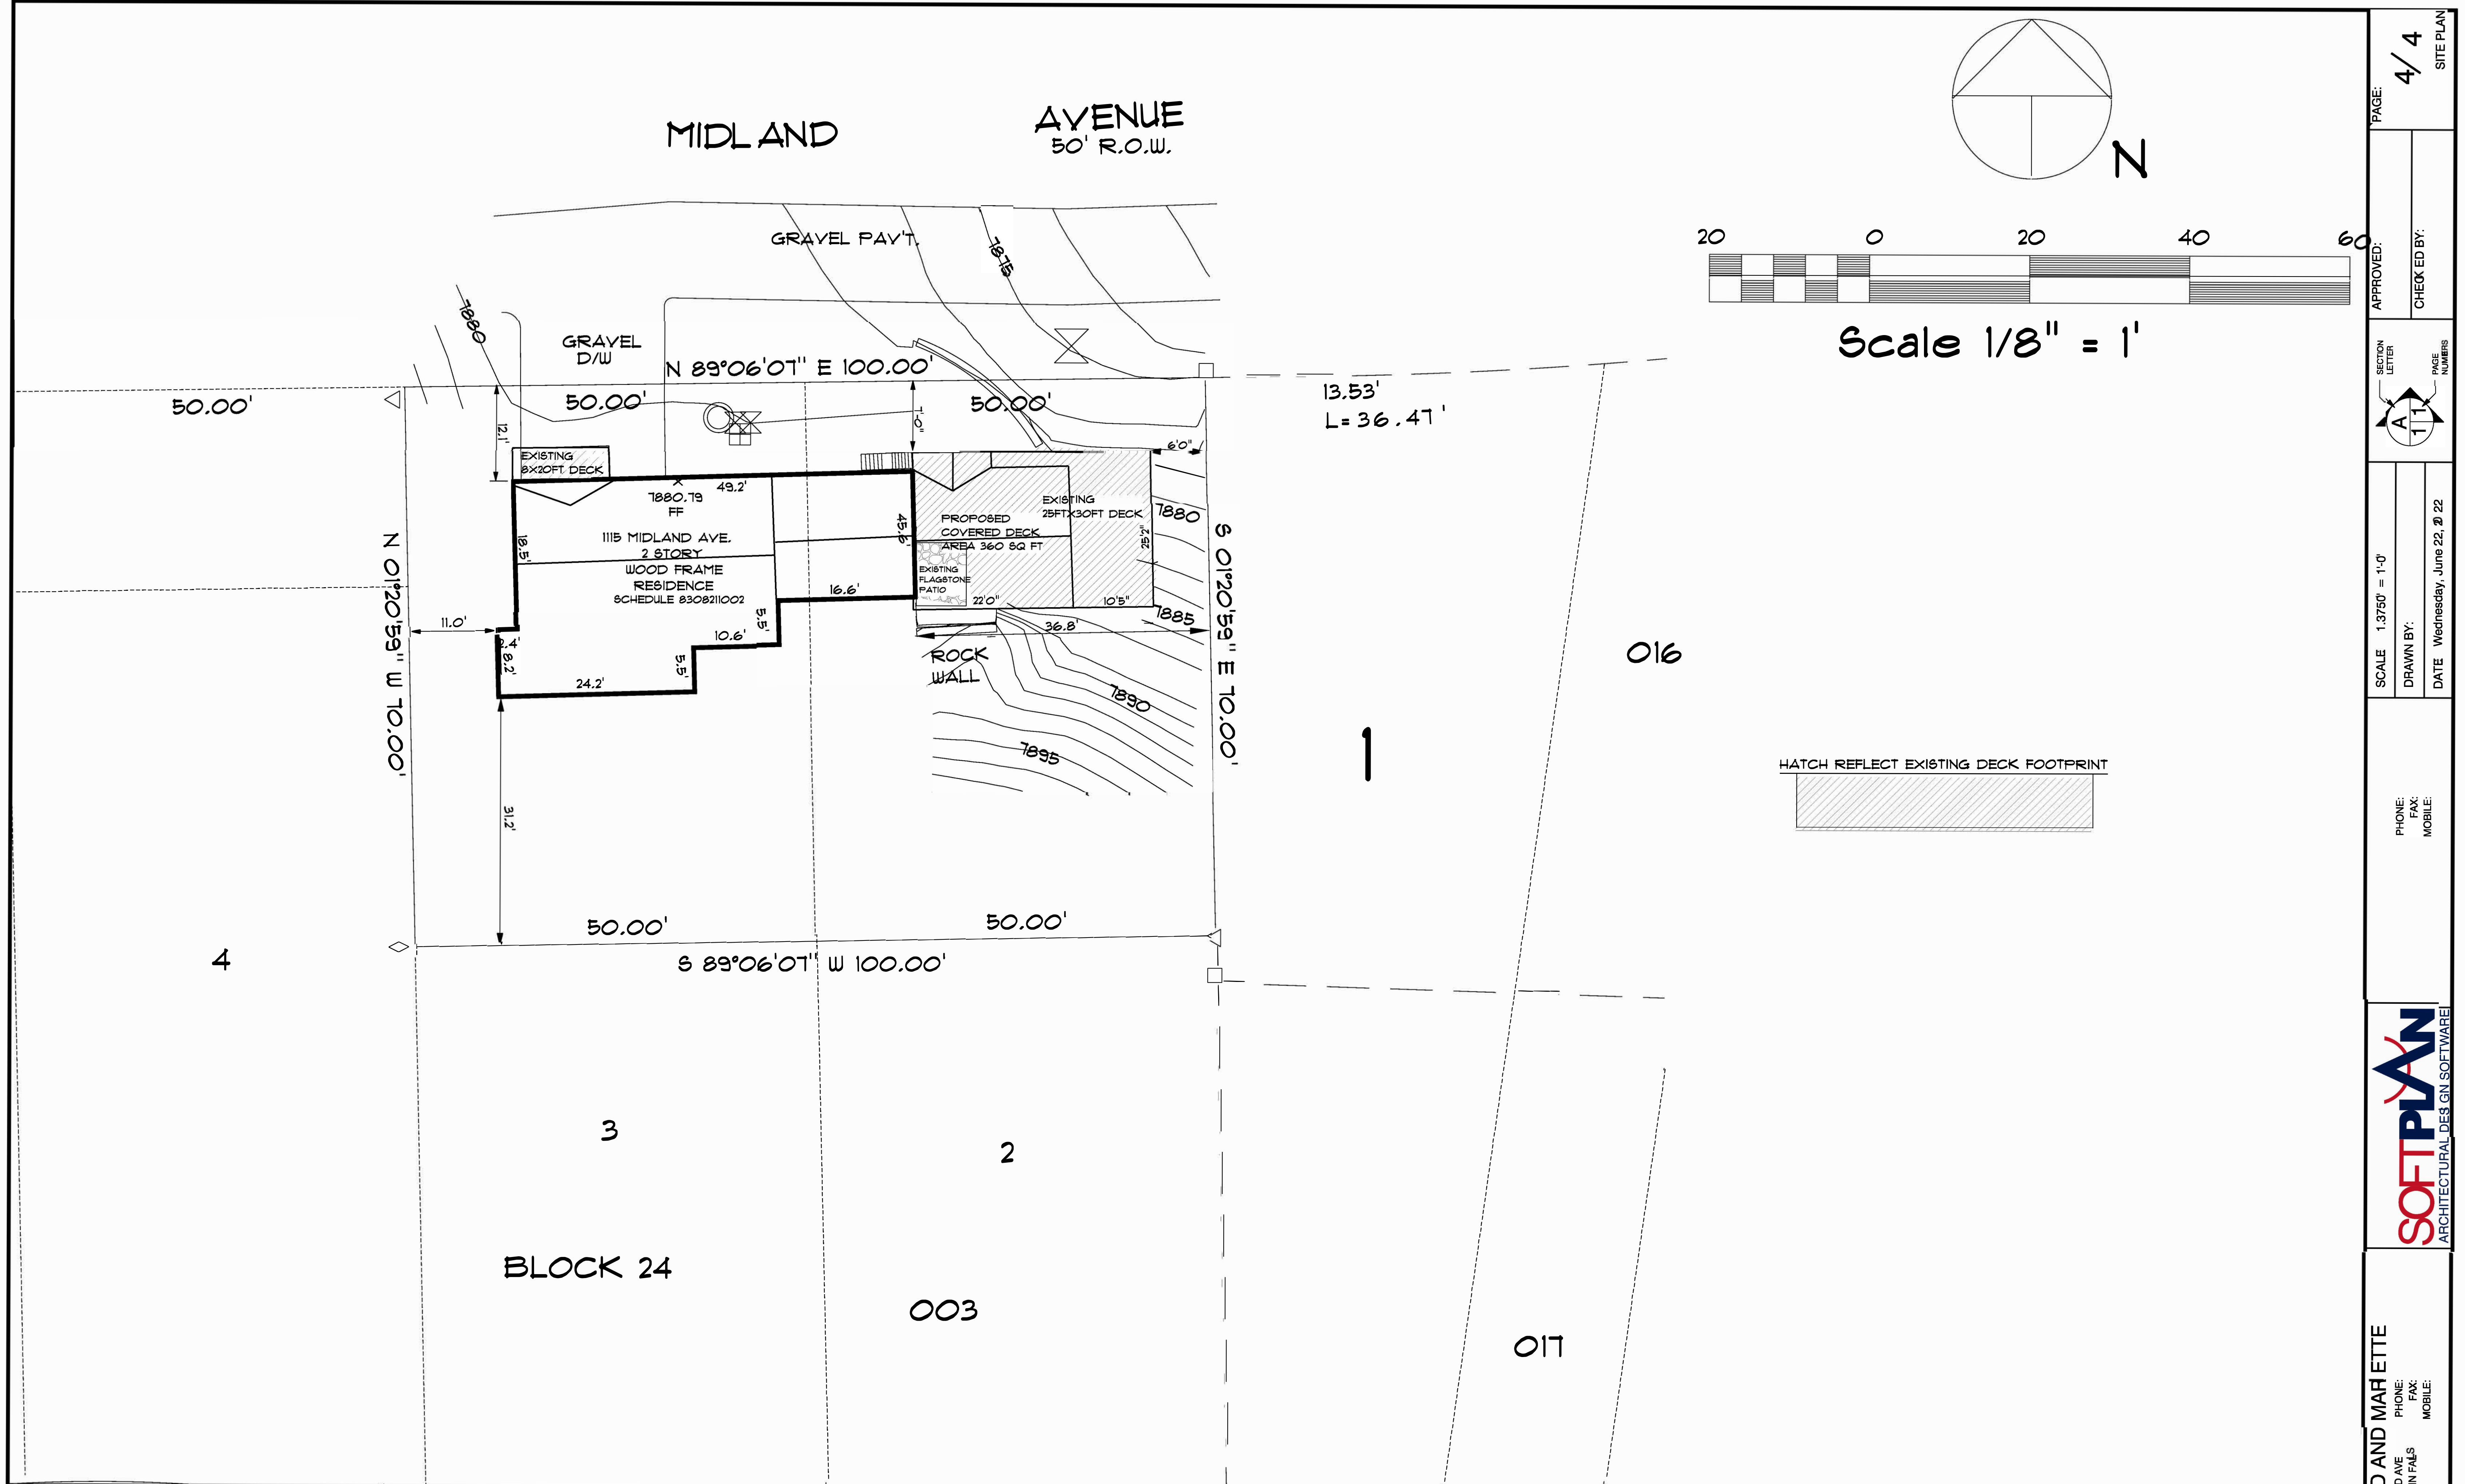 MIDLAND AVENUE
50' R.O.W.
N
GRAVEL PAV'T.
7875
7880
GRAVEL
D/W
N 89°06'07" E 100.00'
50.00'
50.00'
50.00'
13.53'
L=36.47'
12.1'
7'-0"
6'0"
EXISTING
8X20FT DECK
49.2'
7880.79
FF
1115 MIDLAND AVE.
2 STORY
WOOD FRAME
RESIDENCE
SCHEDULE 8308211002
18.5'
45.6'
EXISTING
25FTX30FT DECK
PROPOSED
COVERED DECK
AREA 360 SQ FT
EXISTING
FLAGSTONE
PATIO
25'2"
7880
22'0"
10'5"
7885
16.6'
5.5'
10.6'
5.5'
11.0'
2.4'
8.2'
24.2'
36.8'
ROCK
WALL
7890
7895
31.2'
N 01°20'59" W 70.00'
S 01°20'59" E 70.00'
50.00'
50.00'
S 89°06'07" W 100.00'
016
1
4
3
2
BLOCK 24
003
017
20 0 20 40 60
Scale 1/8" = 1'
HATCH REFLECT EXISTING DECK FOOTPRINT
PAGE:
4/ 4
SITE PLAN
APPROVED:
CHECKED BY:
SECTION
LETTER
PAGE
NUMBERS
A
1 1
SCALE 1.3750' = 1'-0"
DRAWN BY:
DATE Wednesday, June 22, 2022
PHONE:
FAX:
MOBILE:
SOFTPLAN
ARCHITECTURAL DESIGN SOFTWARE
D AND MARIETTE
D AVE
PHONE:
FAX:
MOBILE: